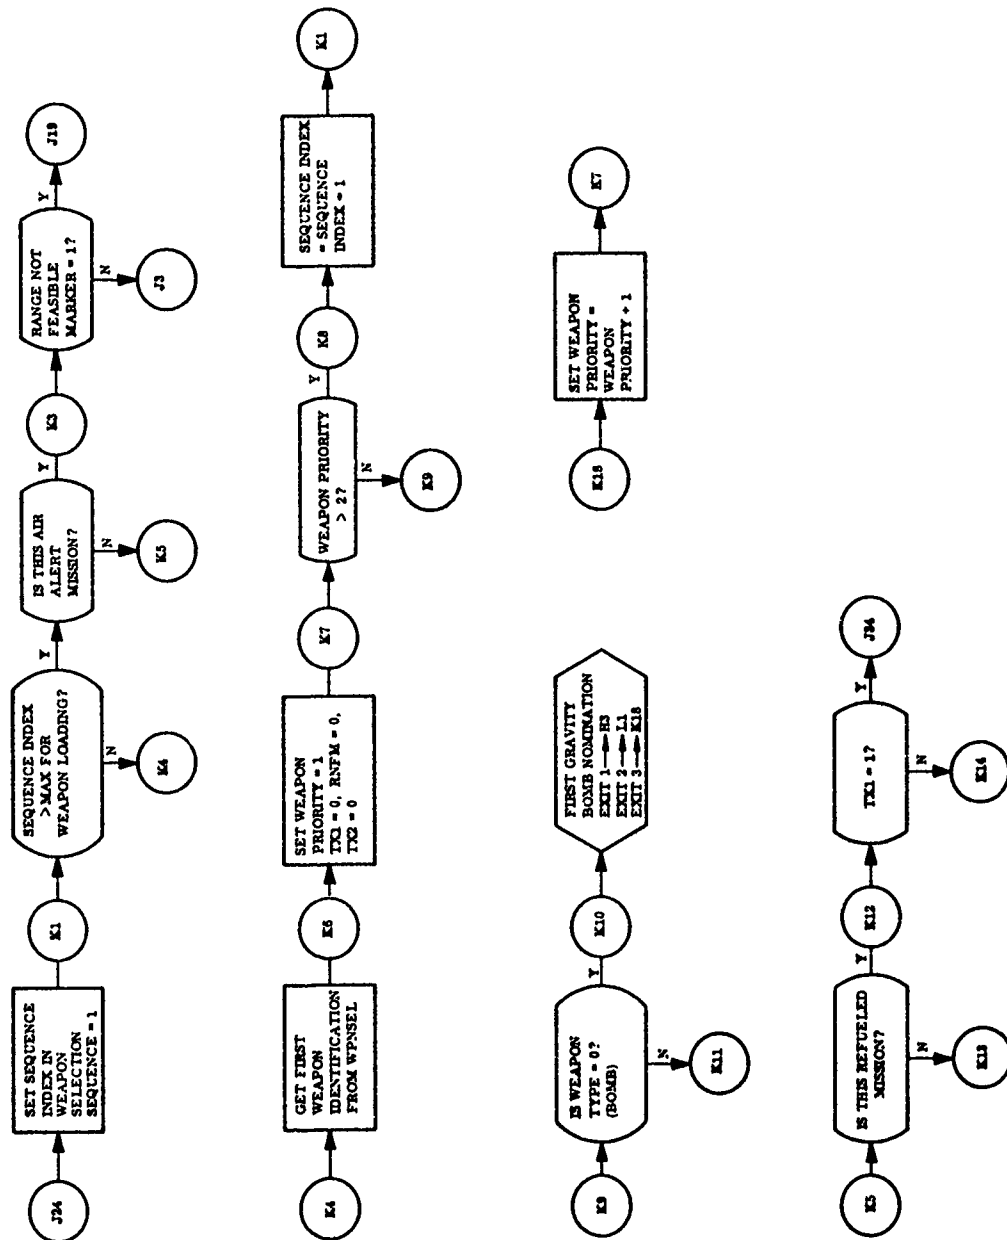 J24
SET SEQUENCE
INDEX IN
WEAPON
SELECTION
SEQUENCE = 1
K1
SEQUENCE INDEX
> MAX FOR
WEAPON LOADING?
N
K4
Y
IS THIS AIR
ALERT
MISSION?
N
K5
Y
K3
RANGE NOT
FEASIBLE
MARKER = 1?
N
J3
Y
J19
K4
GET FIRST
WEAPON
IDENTIFICATION
FROM WPNSEL
K6
SET WEAPON
PRIORITY = 1
TX1 = 0, RNFM = 0,
TX2 = 0
K7
WEAPON PRIORITY
> 2?
N
K9
Y
K8
SEQUENCE INDEX
= SEQUENCE
INDEX = 1
K1
K9
IS WEAPON
TYPE = 0?
(BOMB)
N
K11
Y
K10
FIRST GRAVITY
BOMB NOMINATION
EXIT 1 → H3
EXIT 2 → L1
EXIT 3 → K18
K18
SET WEAPON
PRIORITY =
WEAPON
PRIORITY + 1
K7
K5
IS THIS REFUELED
MISSION?
N
K13
Y
K12
TX1 = 1?
N
K14
Y
J24